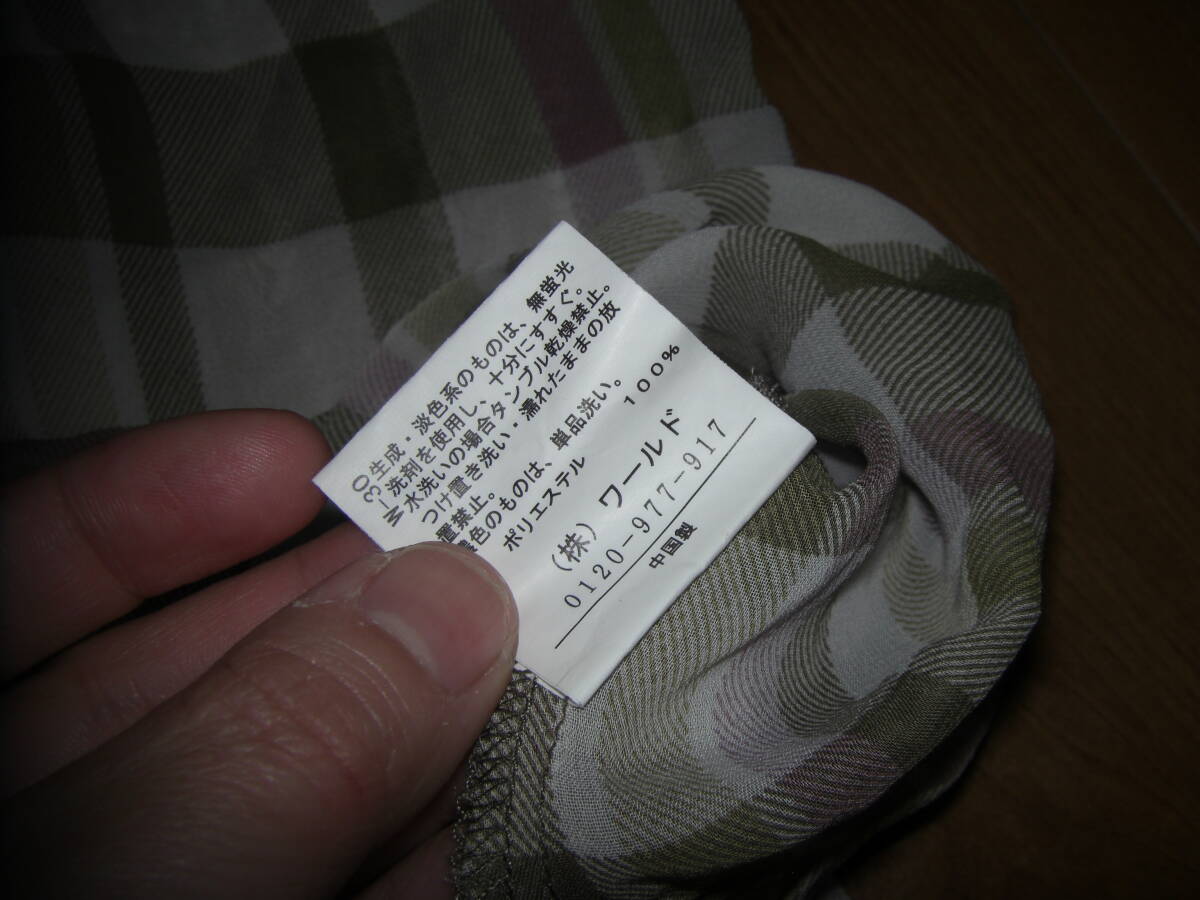 M-30
生成・淡色系のものは、無蛍光
洗剤を使用し、十分にすすぐ。
水洗いの場合タンブル乾燥禁止。
つけ置き洗い・濡れたままの放
置禁止。
色のものは、単品洗い。
ポリエステル 100%
(株)ワールド
0120-977-917
中国製